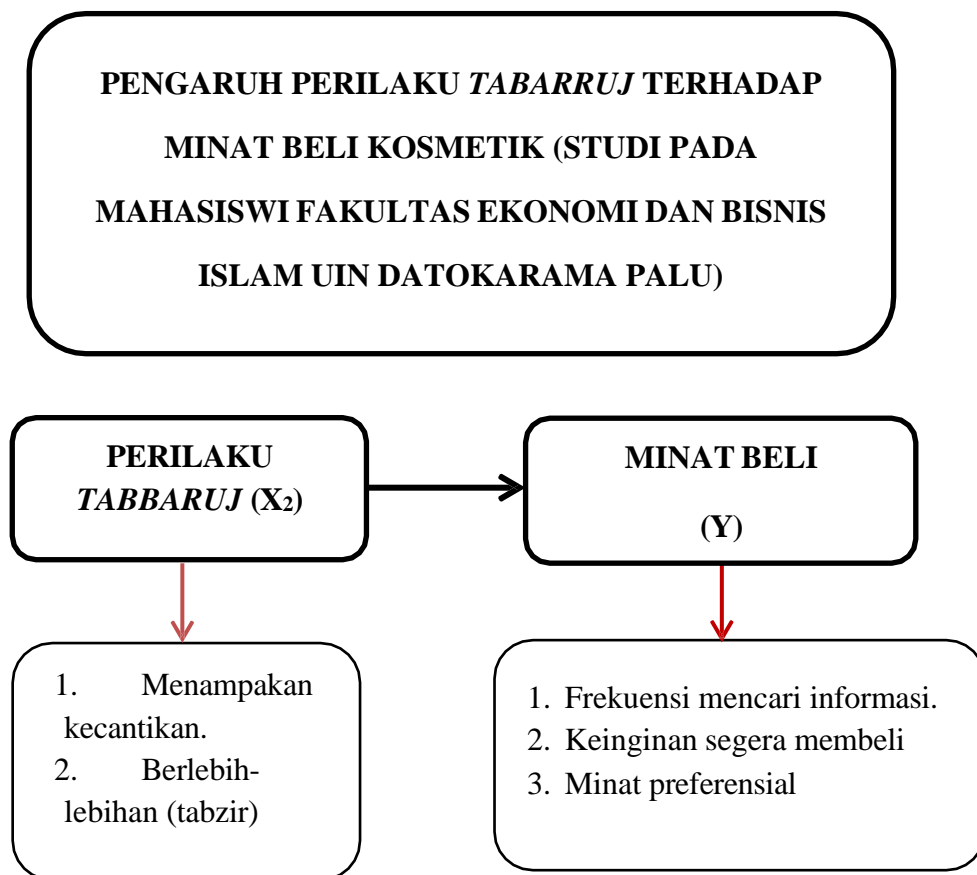 PENGARUH PERILAKU TABARRUJ TERHADAP
MINAT BELI KOSMETIK (STUDI PADA
MAHASISWI FAKULTAS EKONOMI DAN BISNIS
ISLAM UIN DATOKARAMA PALU)
PERILAKU
TABBARUJ (X₂)
MINAT BELI
(Y)
1. Menampakan
kecantikan.
2. Berlebih-
lebihan (tabzir)
1. Frekuensi mencari informasi.
2. Keinginan segera membeli
3. Minat preferensial